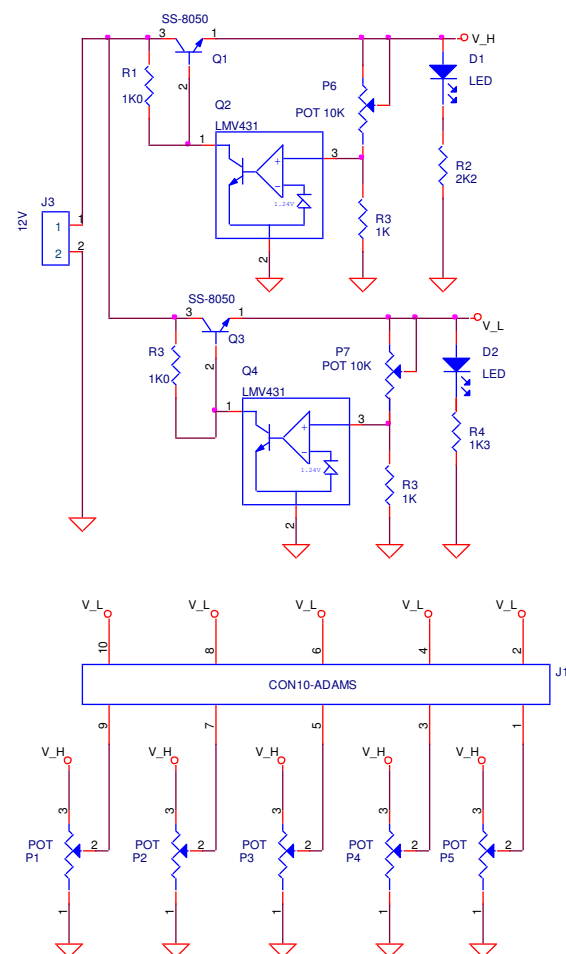 SS-8050
3
1
V_H
Q1
D1
R1
P6
LED
1K0
2
Q2
POT 10K
LMV431
1
3
+
−
1.24V
R2
2K2
R3
1K
J3
12V
1
1
2
2
2
SS-8050
3
1
V_L
Q3
R3
P7
D2
1K0
2
POT 10K
Q4
LED
LMV431
1
3
+
−
1.24V
R4
1K3
R3
1K
2
V_L
V_L
V_L
V_L
V_L
10
8
6
4
2
CON10-ADAMS
J1
9
7
5
3
1
V_H
V_H
V_H
V_H
V_H
3
3
3
3
3
POT
2
POT
2
POT
2
POT
2
POT
2
P1
P2
P3
P4
P5
1
1
1
1
1